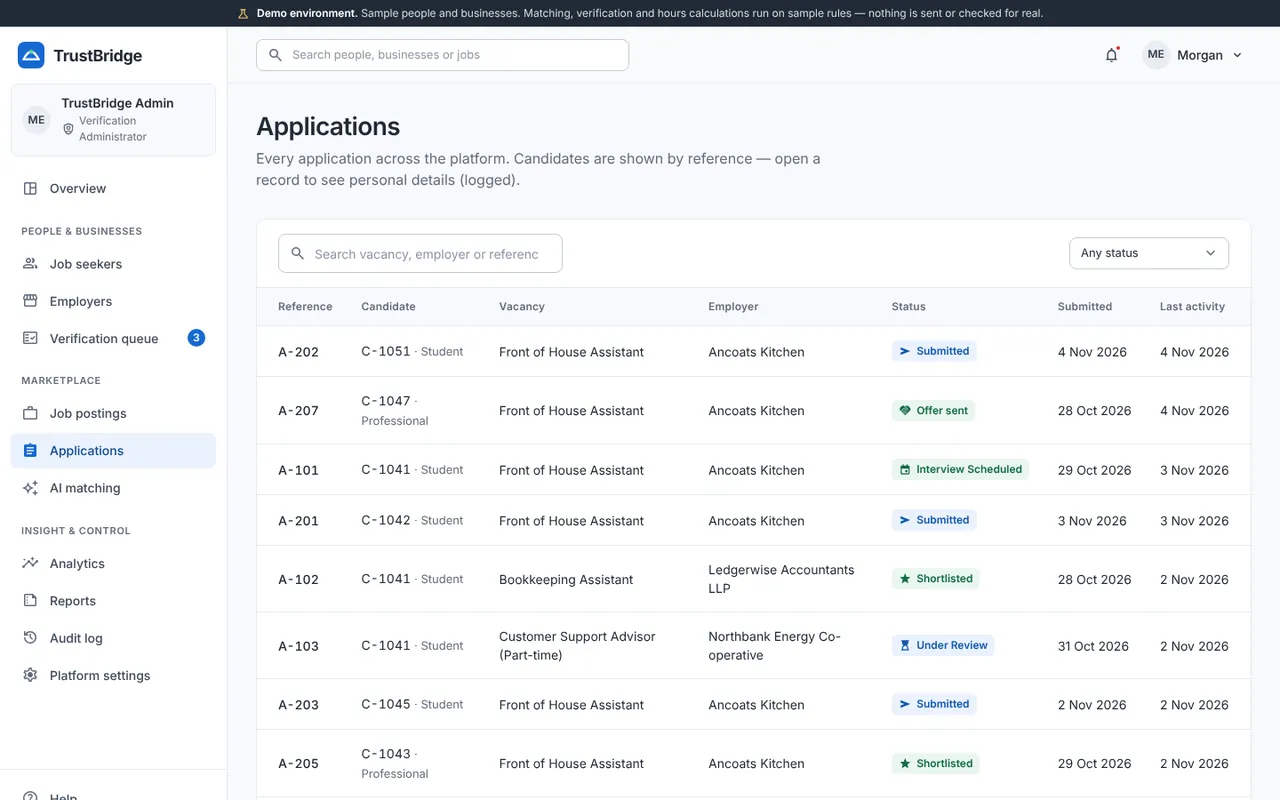 Demo environment. Sample people and businesses. Matching, verification and hours calculations run on sample rules — nothing is sent or checked for real.
TrustBridge
Search people, businesses or jobs
ME
Morgan
ME
TrustBridge Admin
Verification
Administrator
Overview
PEOPLE & BUSINESSES
Job seekers
Employers
Verification queue
3
MARKETPLACE
Job postings
Applications
AI matching
INSIGHT & CONTROL
Analytics
Reports
Audit log
Platform settings
Help
Applications
Every application across the platform. Candidates are shown by reference — open a
record to see personal details (logged).
Search vacancy, employer or referenc
Any status
Reference Candidate Vacancy Employer Status Submitted Last activity
A-202 C-1051 · Student Front of House Assistant Ancoats Kitchen Submitted 4 Nov 2026 4 Nov 2026
A-207 C-1047 · Professional Front of House Assistant Ancoats Kitchen Offer sent 28 Oct 2026 4 Nov 2026
A-101 C-1041 · Student Front of House Assistant Ancoats Kitchen Interview Scheduled 29 Oct 2026 3 Nov 2026
A-201 C-1042 · Student Front of House Assistant Ancoats Kitchen Submitted 3 Nov 2026 3 Nov 2026
A-102 C-1041 · Student Bookkeeping Assistant Ledgerwise Accountants LLP Shortlisted 28 Oct 2026 2 Nov 2026
A-103 C-1041 · Student Customer Support Advisor (Part-time) Northbank Energy Co-operative Under Review 31 Oct 2026 2 Nov 2026
A-203 C-1045 · Student Front of House Assistant Ancoats Kitchen Submitted 2 Nov 2026 2 Nov 2026
A-205 C-1043 · Professional Front of House Assistant Ancoats Kitchen Shortlisted 29 Oct 2026 2 Nov 2026